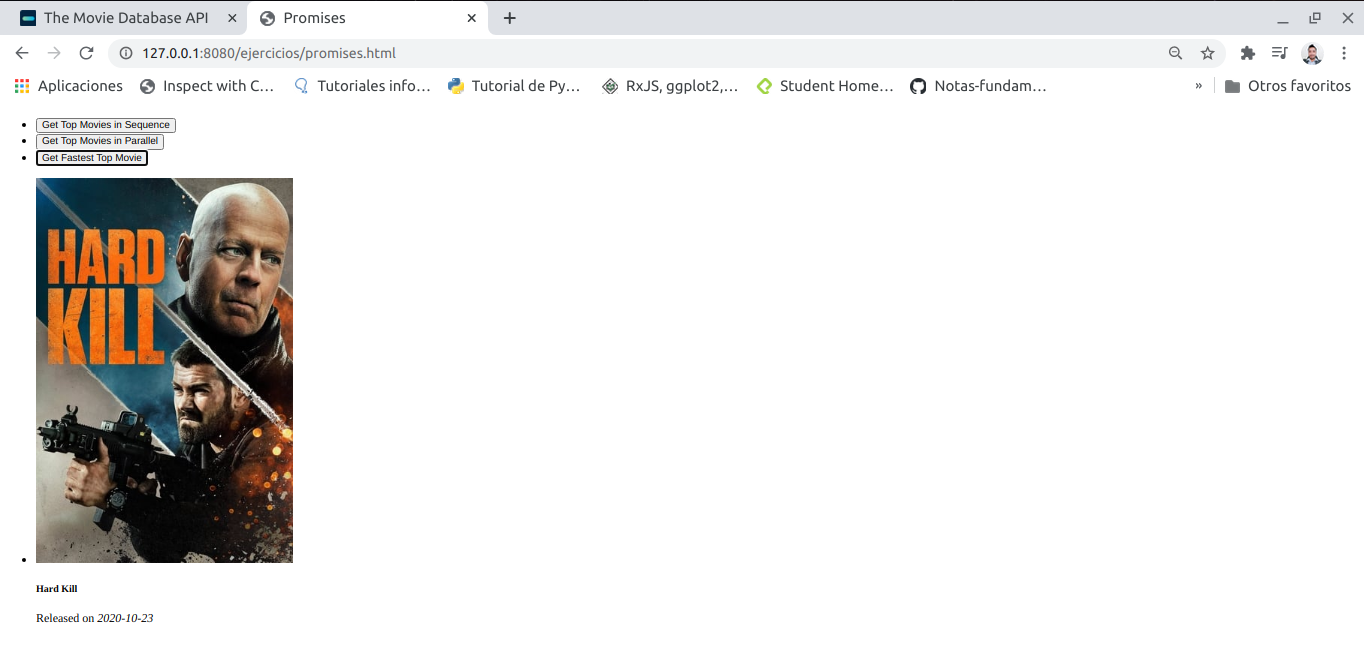 The Movie Database API
Promises
127.0.0.1:8080/ejercicios/promises.html
Aplicaciones
Inspect with C...
Tutoriales info...
Tutorial de Py...
RxJS, ggplot2,...
Student Home...
Notas-fundam...
»
Otros favoritos
Get Top Movies in Sequence
Get Top Movies in Parallel
Get Fastest Top Movie
HARD
KILL
Hard Kill
Released on 2020-10-23